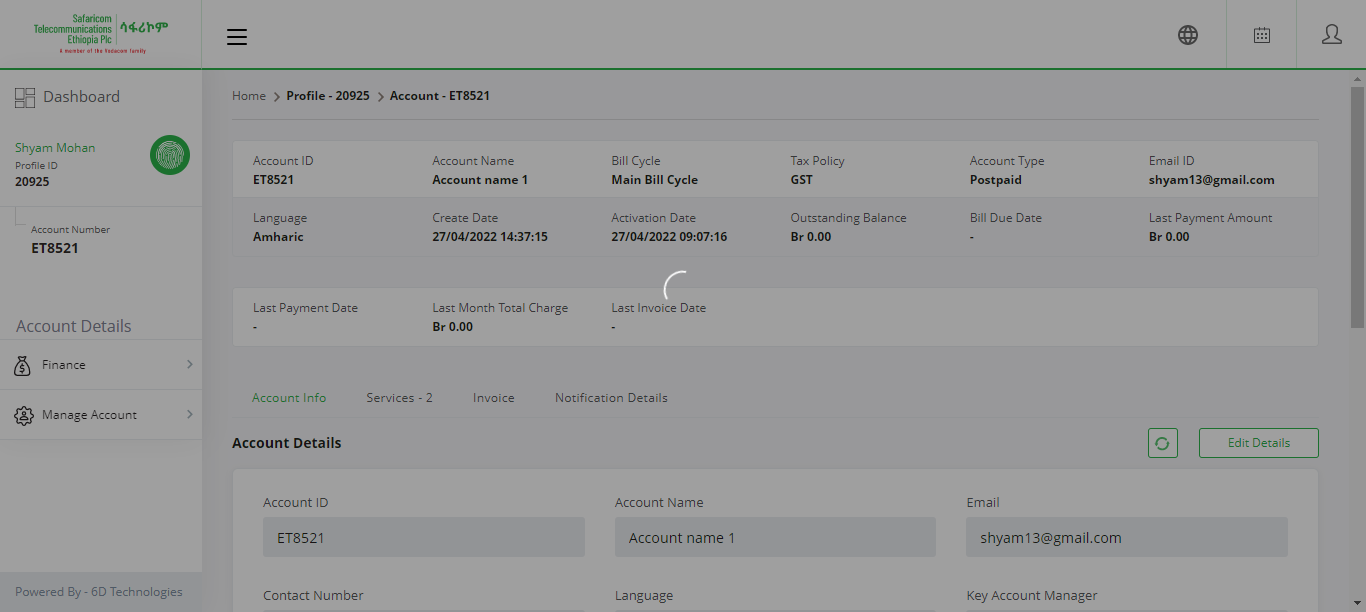 Safaricom
Telecommunications
Ethiopia Plc
ሳፋሪኮም
A member of the Vodacom family
Dashboard
Shyam Mohan
Profile ID
20925
Account Number
ET8521
Account Details
Finance
Manage Account
Powered By - 6D Technologies
Home > Profile - 20925 > Account - ET8521
Account ID Account Name Bill Cycle Tax Policy Account Type Email ID
ET8521 Account name 1 Main Bill Cycle GST Postpaid shyam13@gmail.com
Language Create Date Activation Date Outstanding Balance Bill Due Date Last Payment Amount
Amharic 27/04/2022 14:37:15 27/04/2022 09:07:16 Br 0.00 - Br 0.00
Last Payment Date Last Month Total Charge Last Invoice Date
- Br 0.00 -
Account Info Services - 2 Invoice Notification Details
Account Details Edit Details
Account ID Account Name Email
ET8521 Account name 1 shyam13@gmail.com
Contact Number Language Key Account Manager